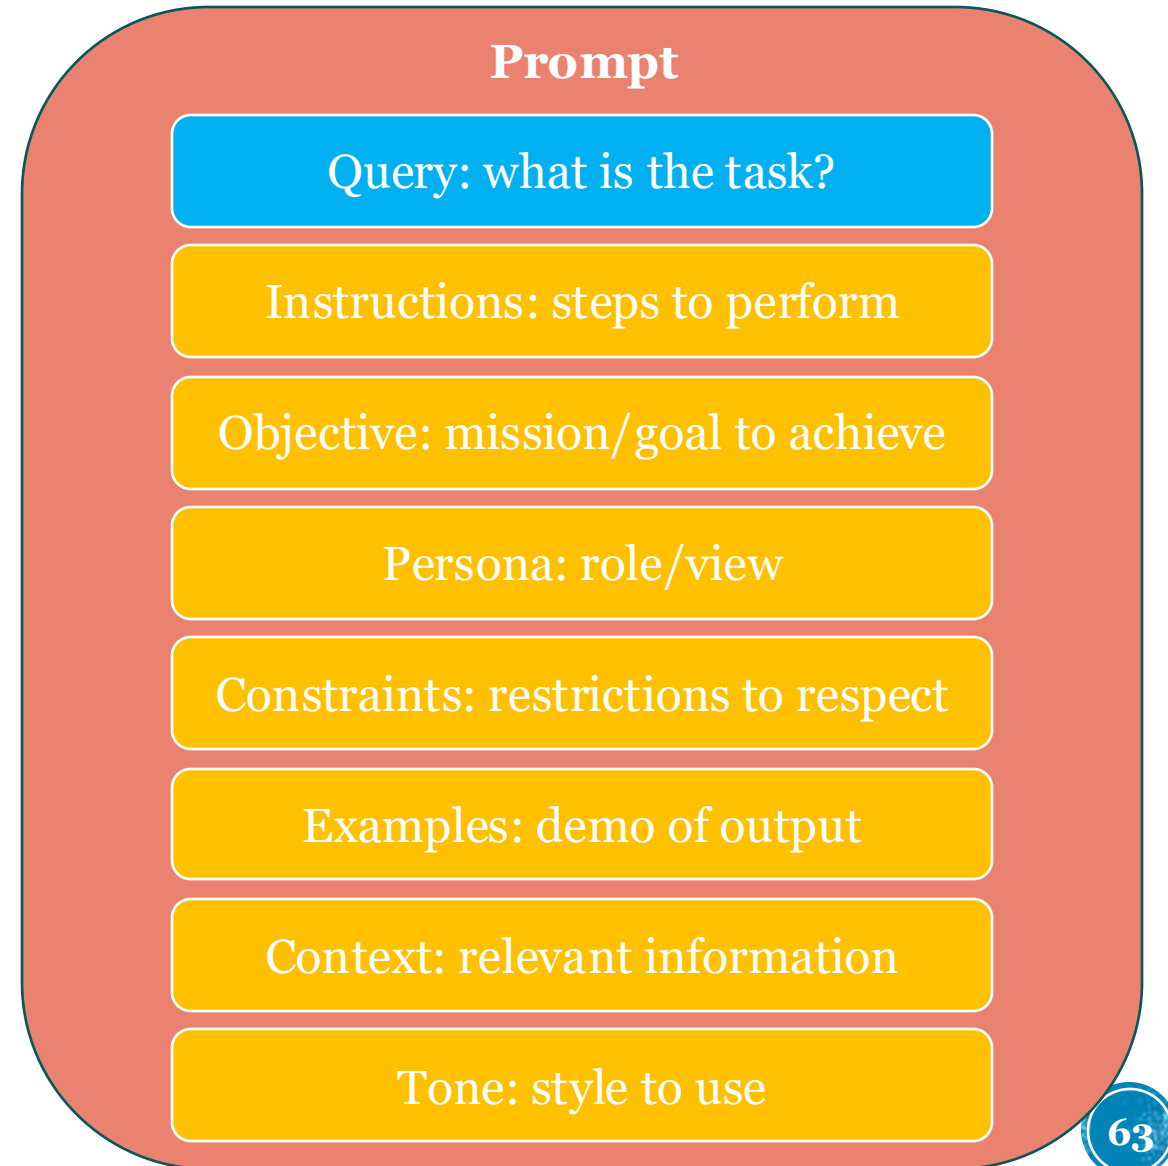 Prompt
Query: what is the task?
Instructions: steps to perform
Objective: mission/goal to achieve
Persona: role/view
Constraints: restrictions to respect
Examples: demo of output
Context: relevant information
Tone: style to use
63